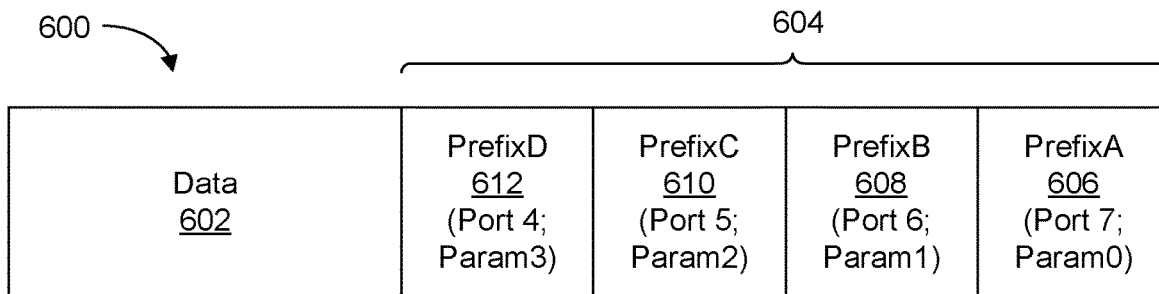 600
604
Data
602
PrefixD
612
(Port 4;
Param3)
PrefixC
610
(Port 5;
Param2)
PrefixB
608
(Port 6;
Param1)
PrefixA
606
(Port 7;
Param0)